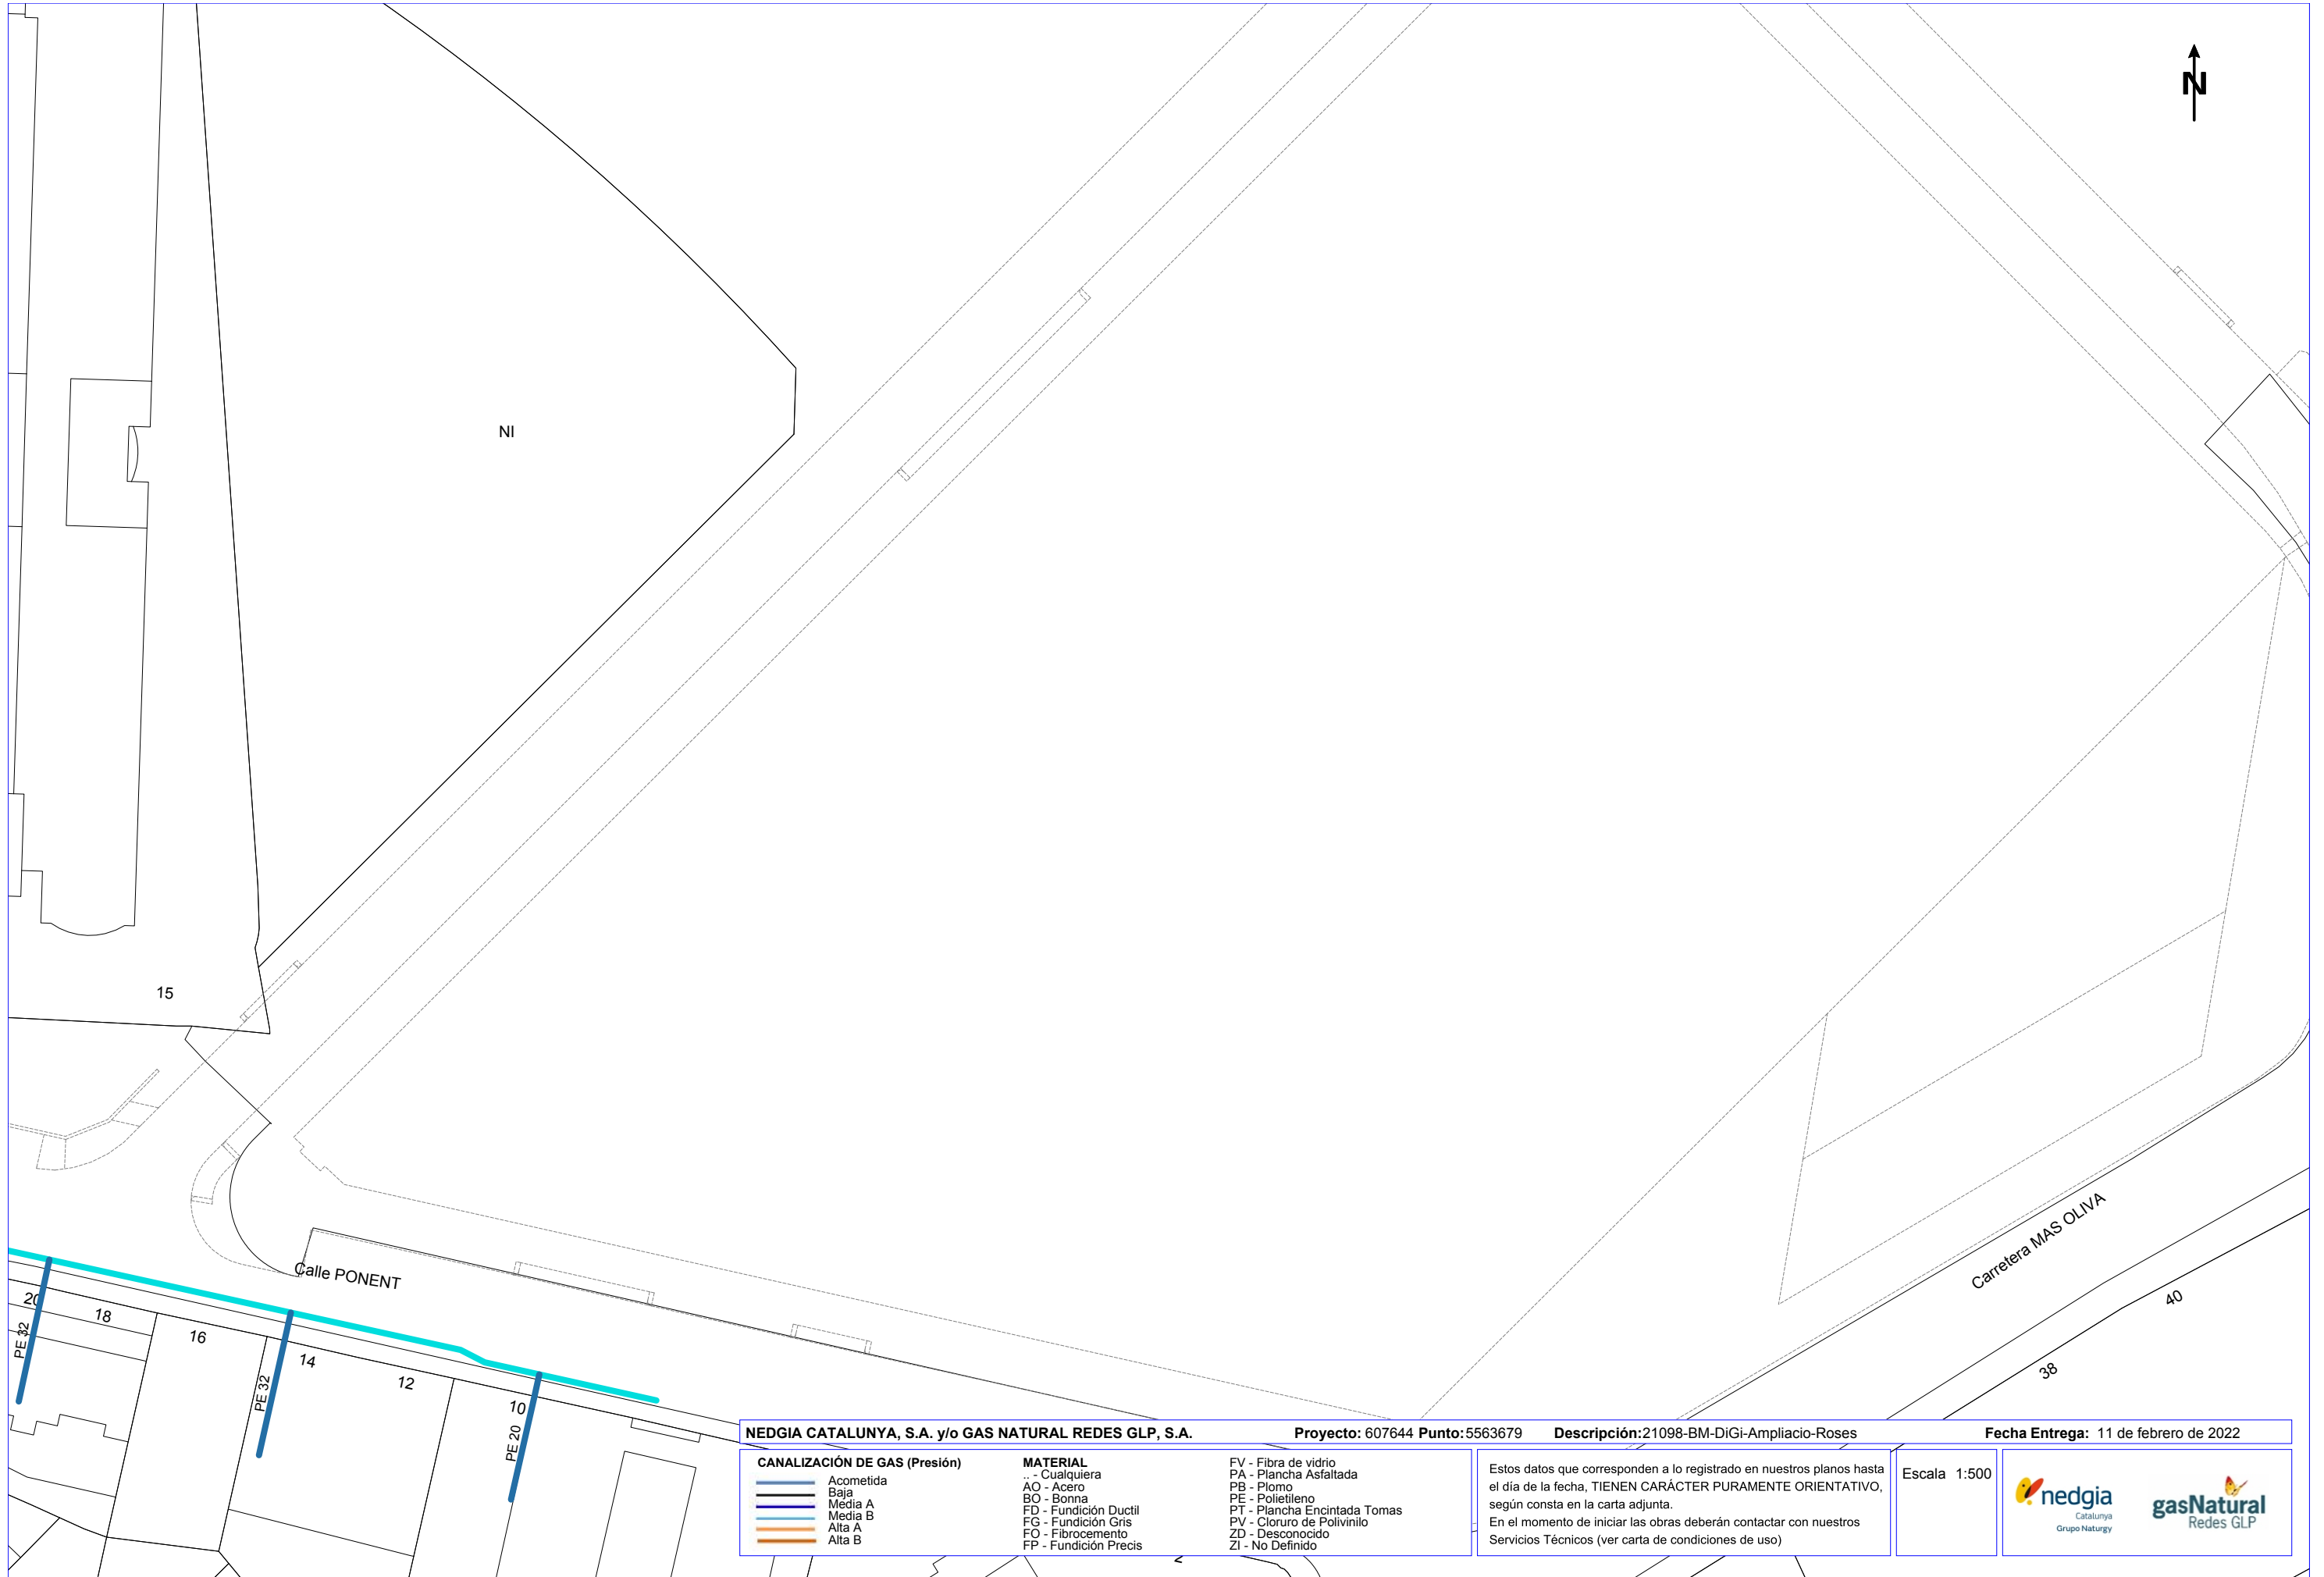 N
NI
15
Calle PONENT
Carretera MAS OLIVA
20
18
16
14
12
10
40
38
PE 32
PE 32
PE 20
2
NEDGIA CATALUNYA, S.A. y/o GAS NATURAL REDES GLP, S.A. Proyecto: 607644 Punto:5563679 Descripción:21098-BM-DiGi-Ampliacio-Roses Fecha Entrega: 11 de febrero de 2022
CANALIZACIÓN DE GAS (Presión)
Acometida
Baja
Media A
Media B
Alta A
Alta B
MATERIAL
.. - Cualquiera
AO - Acero
BO - Bonna
FD - Fundición Ductil
FG - Fundición Gris
FO - Fibrocemento
FP - Fundición Precis
FV - Fibra de vidrio
PA - Plancha Asfaltada
PB - Plomo
PE - Polietileno
PT - Plancha Encintada Tomas
PV - Cloruro de Polivinilo
ZD - Desconocido
ZI - No Definido
Estos datos que corresponden a lo registrado en nuestros planos hasta
el día de la fecha, TIENEN CARÁCTER PURAMENTE ORIENTATIVO,
según consta en la carta adjunta.
En el momento de iniciar las obras deberán contactar con nuestros
Servicios Técnicos (ver carta de condiciones de uso)
Escala 1:500
nedgia
Catalunya
Grupo Naturgy
gasNatural
Redes GLP